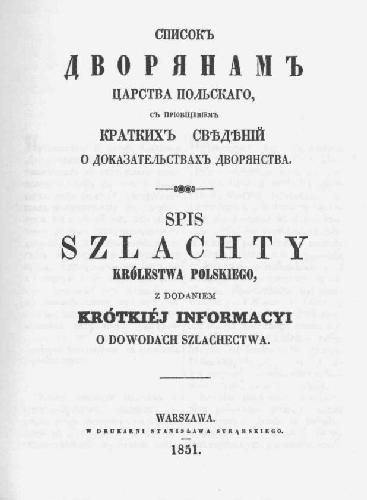 СПИСОКЪ
ДВОРЯНАМЪ
ЦАРСТВА ПОЛЬСКАГО,
СЪ ПРІОБЩЕНІЕМЪ
КРАТКИХЪ СВѢДѢНІЙ
О ДОКАЗАТЕЛЬСТВАХЪ ДВОРЯНСТВА.
SPIS
SZLACHTY
KRÓLESTWA POLSKIEGO,
Z DODANIEM
KRÓTKIÉJ INFORMACYI
O DOWODACH SZLACHECTWA.
WARSZAWA.
W DRUKARNI STANISŁAWA STRĄBSKIEGO.
1851.